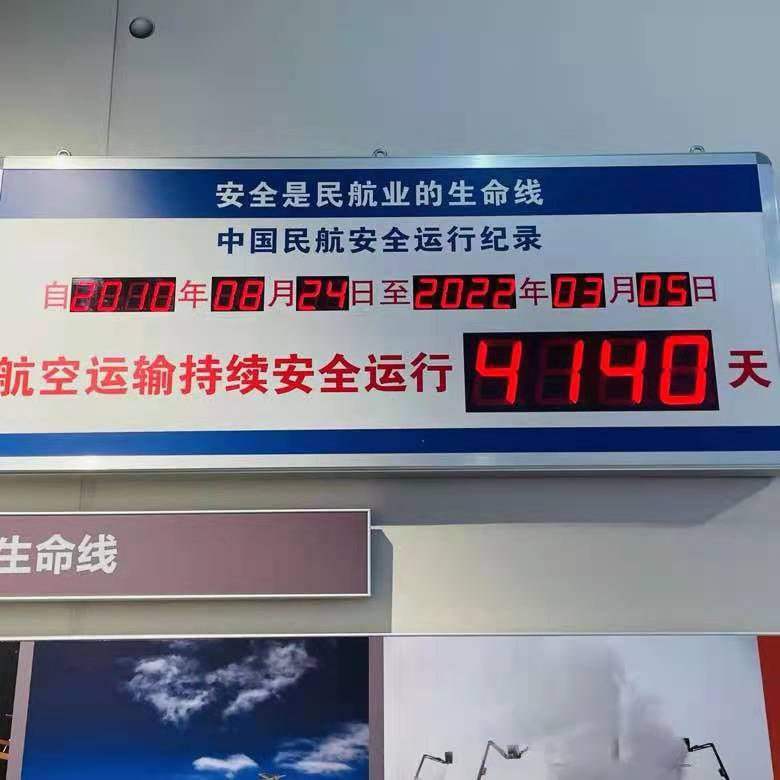 安全是民航业的生命线
中国民航安全运行纪录
自2010年08月24日至2022年03月05日
航空运输持续安全运行4140天
生命线